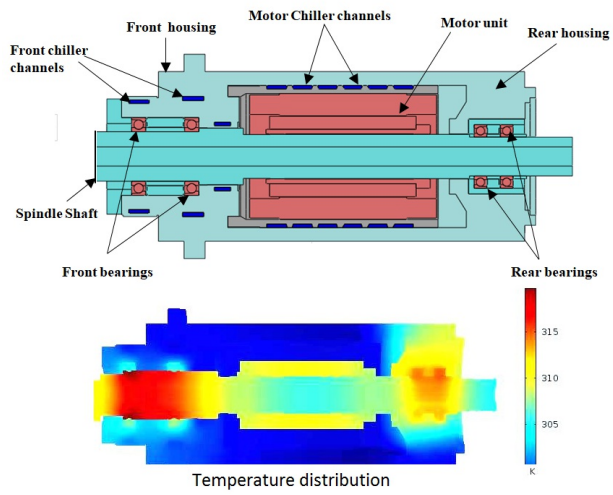 Front housing
Motor Chiller channels
Motor unit
Rear housing
Front chiller
channels
Spindle Shaft
Front bearings
Rear bearings
315
310
305
K
Temperature distribution